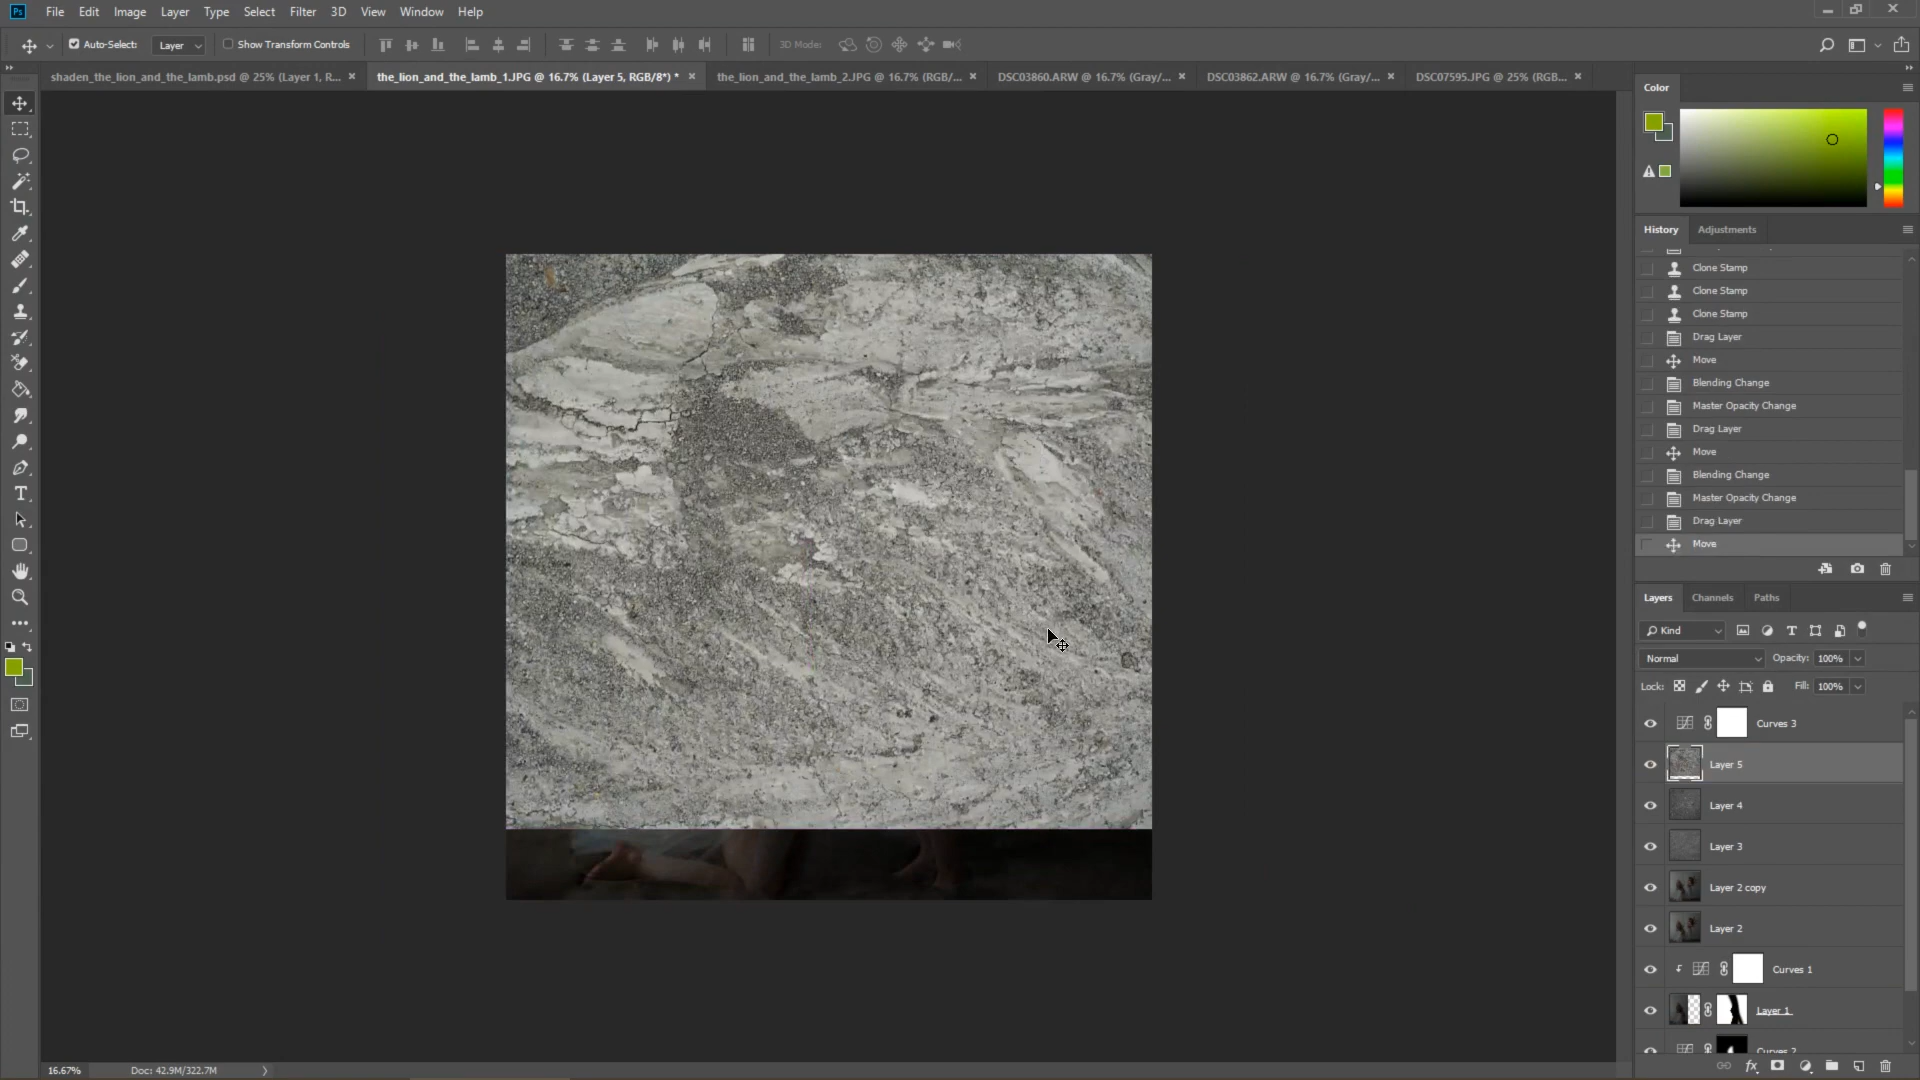 Ps File Edit Image Layer Type Select Filter 3D View Window Help
Auto-Select: Layer Show Transform Controls 3D Mode:
shaden_the_lion_and_the_lamb.psd @ 25% (Layer 1, R... the_lion_and_the_lamb_1.JPG @ 16.7% (Layer 5, RGB/8*) * the_lion_and_the_lamb_2.JPG @ 16.7% (RGB/... DSC03860.ARW @ 16.7% (Gray/... DSC03862.ARW @ 16.7% (Gray/... DSC07595.JPG @ 25% (RGB...
Color
History Adjustments
Clone Stamp
Clone Stamp
Clone Stamp
Drag Layer
Move
Blending Change
Master Opacity Change
Drag Layer
Move
Blending Change
Master Opacity Change
Drag Layer
Move
Layers Channels Paths
Kind
Normal Opacity: 100%
Lock: Fill: 100%
Curves 3
Layer 5
Layer 4
Layer 3
Layer 2 copy
Layer 2
Curves 1
Layer 1
Curves 2
16.67% Doc: 42.9M/322.7M